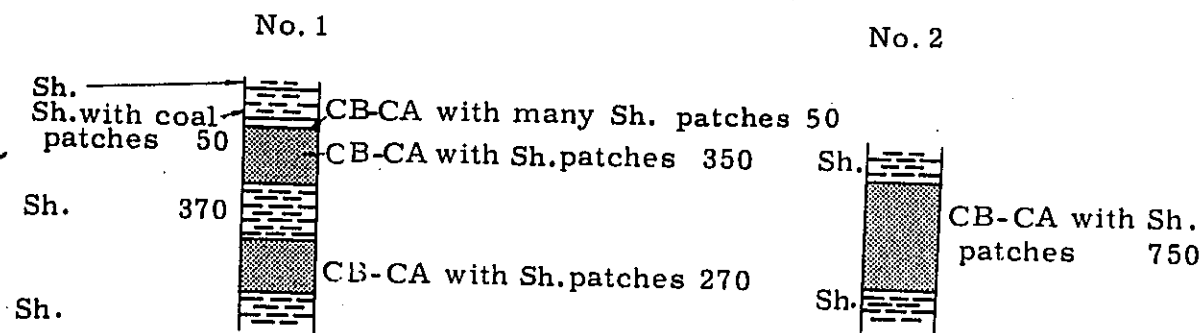 No. 1
Sh.
Sh. with coal
patches 50
Sh. 370
Sh.
CB-CA with many Sh. patches 50
CB-CA with Sh. patches 350
CB-CA with Sh. patches 270
No. 2
Sh.
CB-CA with Sh.
patches 750
Sh.